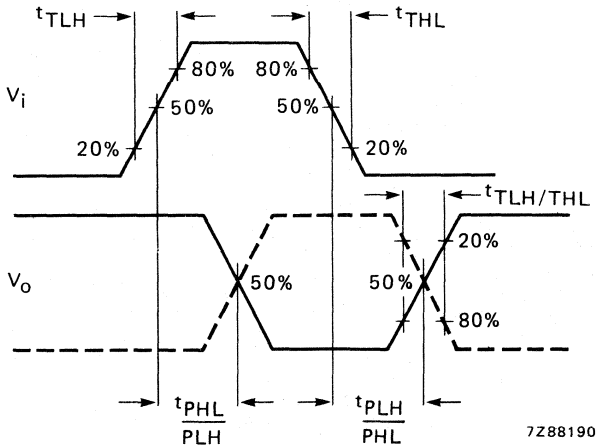 tTLH
tTHL
80%
80%
Vi
50%
50%
20%
20%
tTLH/THL
20%
Vo
50%
50%
80%
tPHL
PLH
tPLH
PHL
7Z88190